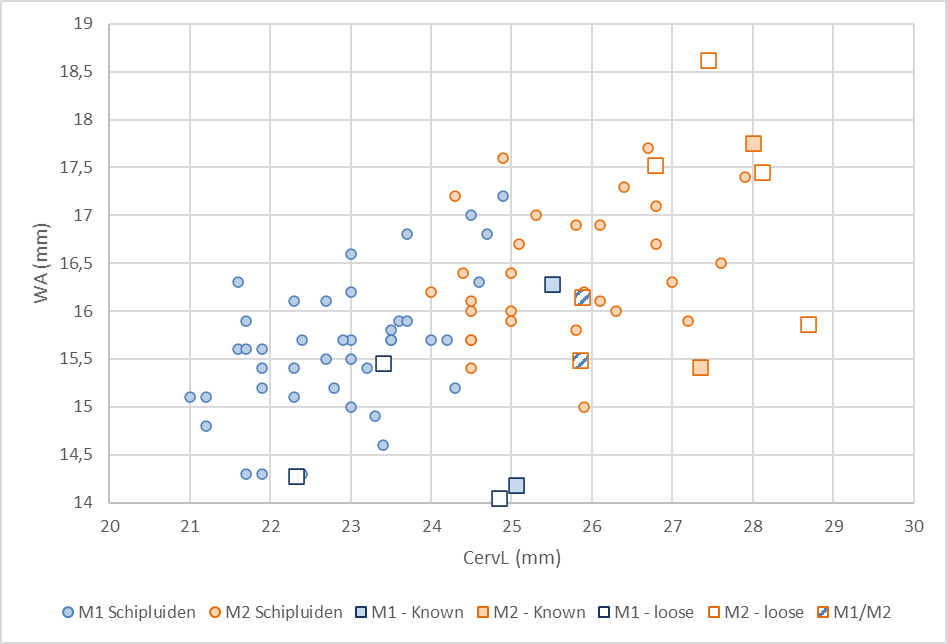 19
18,5
18
17,5
17
16,5
16
15,5
15
14,5
14
WA (mm)
20 21 22 23 24 25 26 27 28 29 30
CervL (mm)
M1 Schipluiden M2 Schipluiden M1 - Known M2 - Known M1 - loose M2 - loose M1/M2